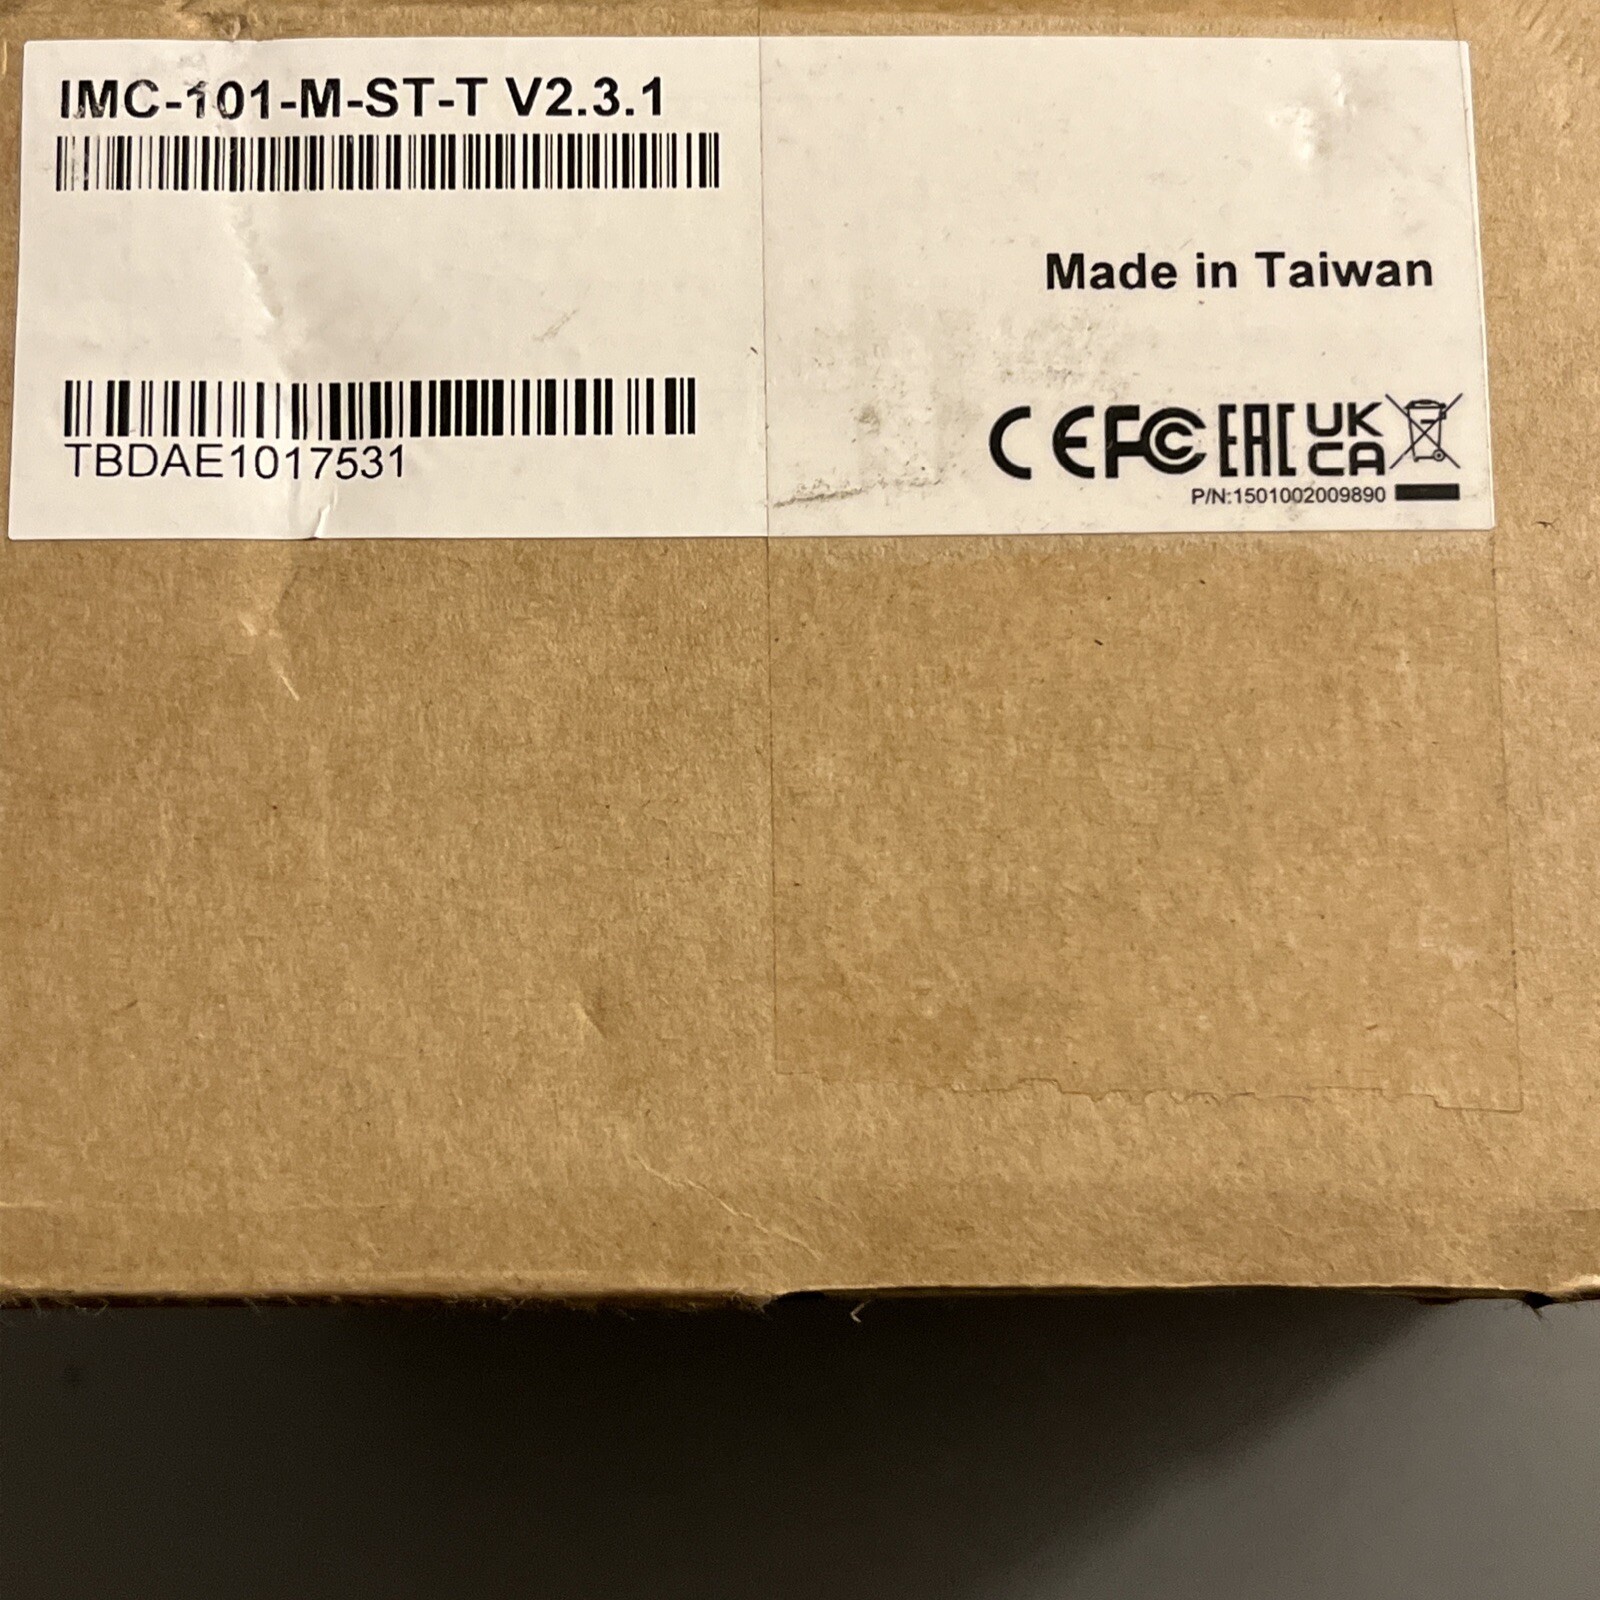 IMC-101-M-ST-T V2.3.1
Made in Taiwan
TBDAE1017531
CE FC EAC UK CA
P/N:1501002009890